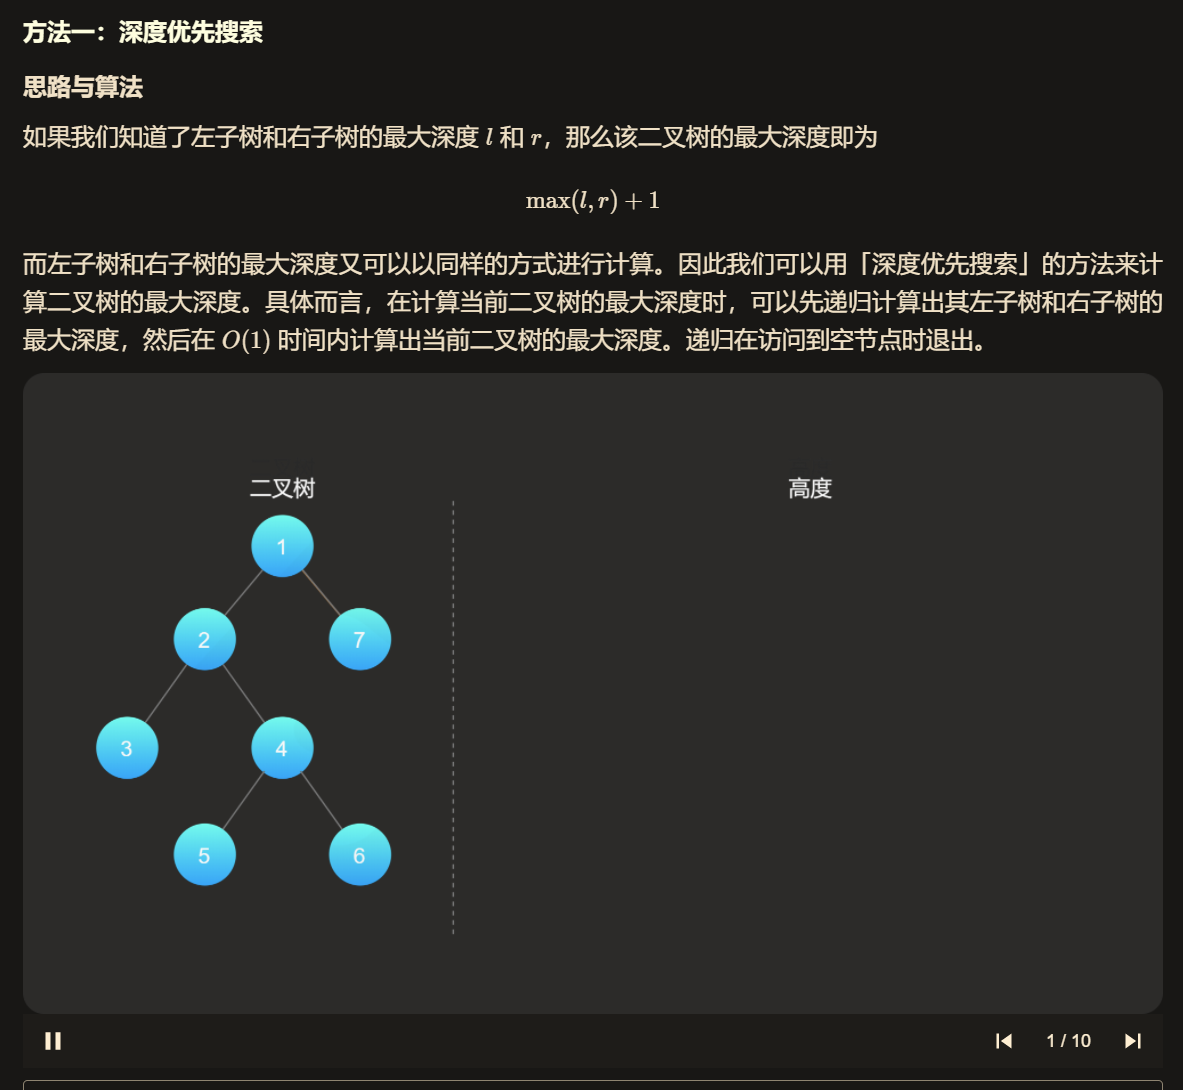 方法一：深度优先搜索
思路与算法
如果我们知道了左子树和右子树的最大深度 l 和 r，那么该二叉树的最大深度即为
max(l, r) + 1
而左子树和右子树的最大深度又可以以同样的方式进行计算。因此我们可以用「深度优先搜索」的方法来计
算二叉树的最大深度。具体而言，在计算当前二叉树的最大深度时，可以先递归计算出其左子树和右子树的
最大深度，然后在 O(1) 时间内计算出当前二叉树的最大深度。递归在访问到空节点时退出。
二叉树 高度
1
2 7
3 4
5 6
1 / 10